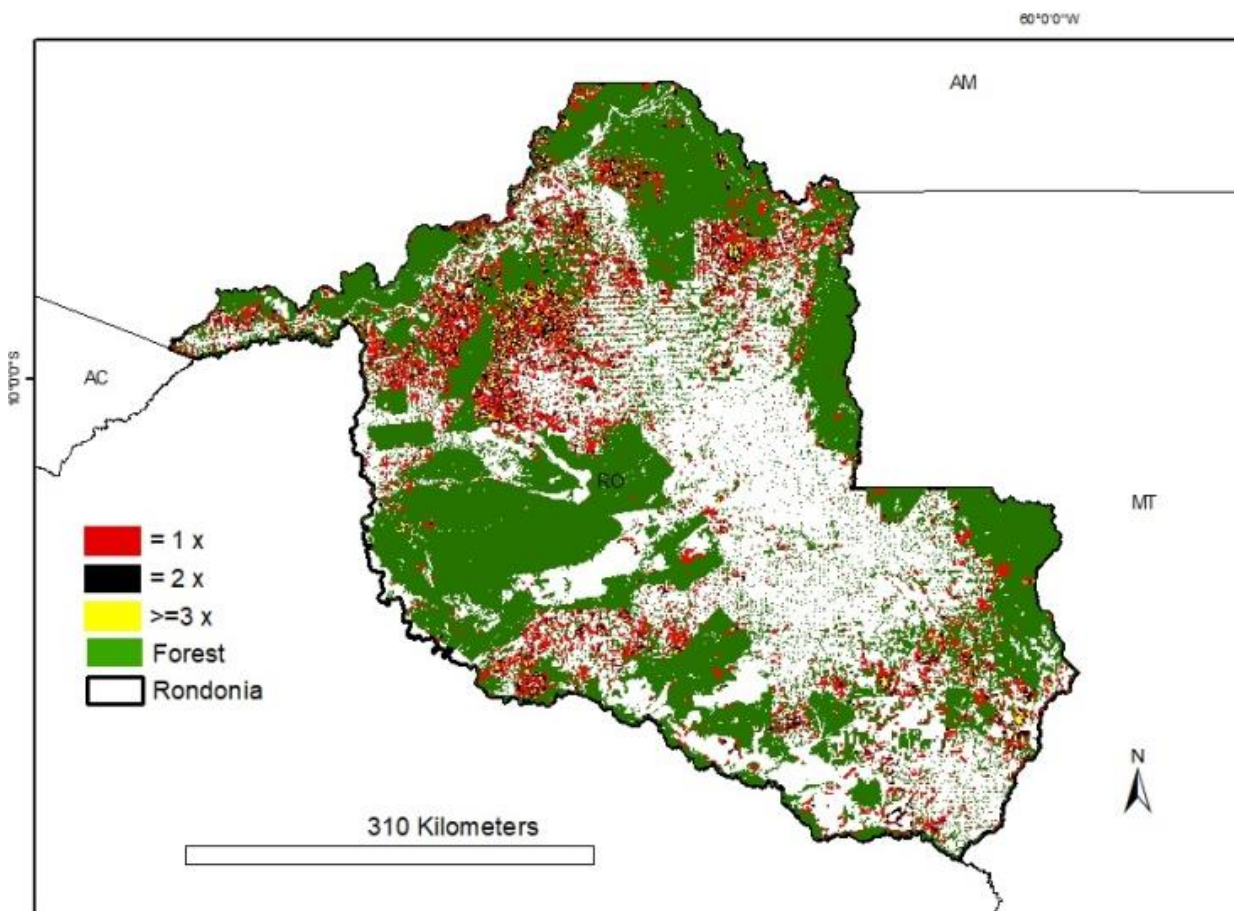 60°0'0"W
AM
10°0'0"S
AC
RO
MT
= 1 x
= 2 x
>=3 x
Forest
Rondonia
N
310 Kilometers